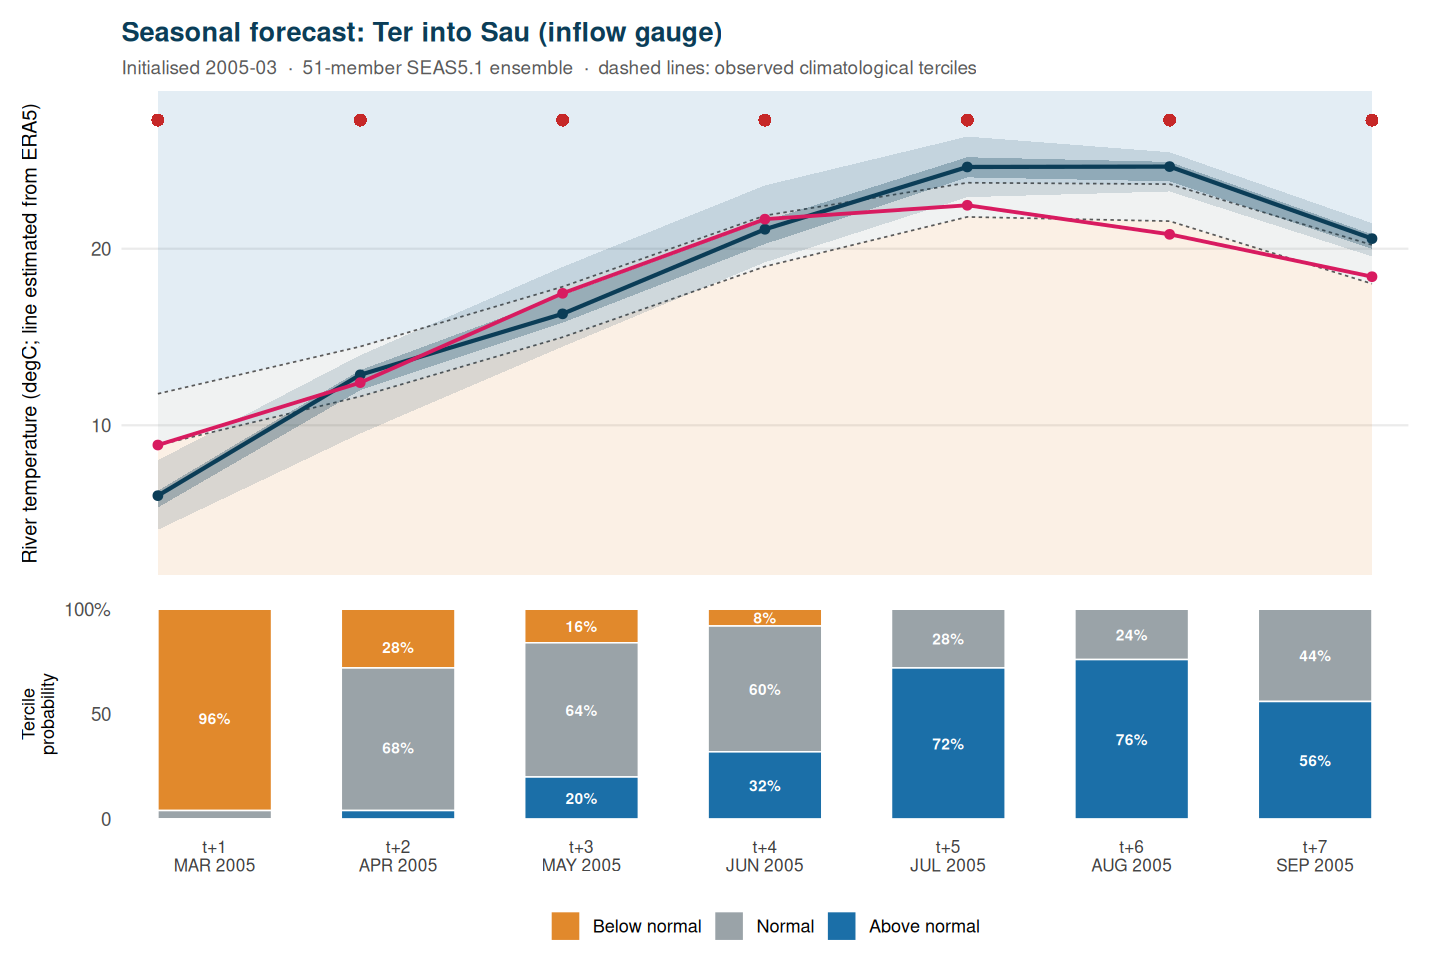 Seasonal forecast: Ter into Sau (inflow gauge)
Initialised 2005-03 · 51-member SEAS5.1 ensemble · dashed lines: observed climatological terciles
River temperature (degC; line estimated from ERA5)
20
10
Tercile
probability
100%
50
0
96%
28%
68%
16%
64%
20%
8%
60%
32%
28%
72%
24%
76%
44%
56%
t+1
MAR 2005
t+2
APR 2005
t+3
MAY 2005
t+4
JUN 2005
t+5
JUL 2005
t+6
AUG 2005
t+7
SEP 2005
Below normal
Normal
Above normal